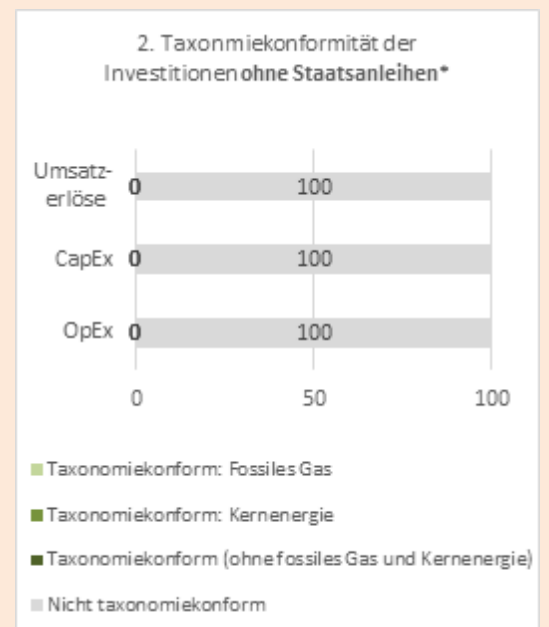 2. Taxonmiekonformität der
Investitionen ohne Staatsanleihen*
Umsatz-
erlöse
0 100
CapEx 0 100
OpEx 0 100
0 50 100
Taxonomiekonform: Fossiles Gas
Taxonomiekonform: Kernenergie
Taxonomiekonform (ohne fossiles Gas und Kernenergie)
Nicht taxonomiekonform